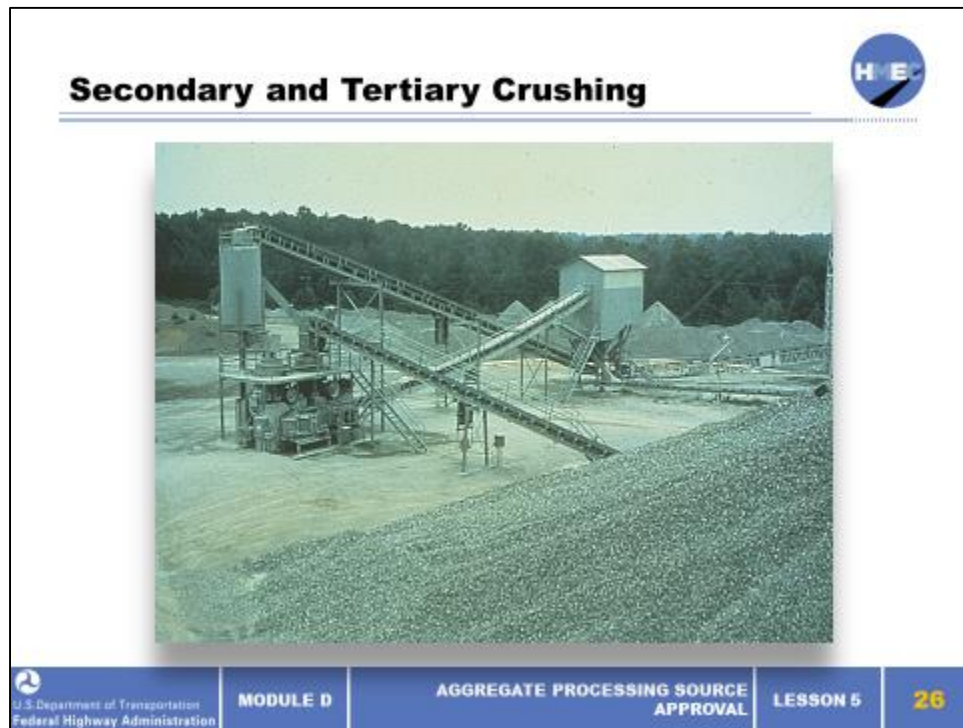 Secondary and Tertiary Crushing
HMEC
U.S.Department of Transportation
Federal Highway Administration
MODULE D
AGGREGATE PROCESSING SOURCE
APPROVAL
LESSON 5
26